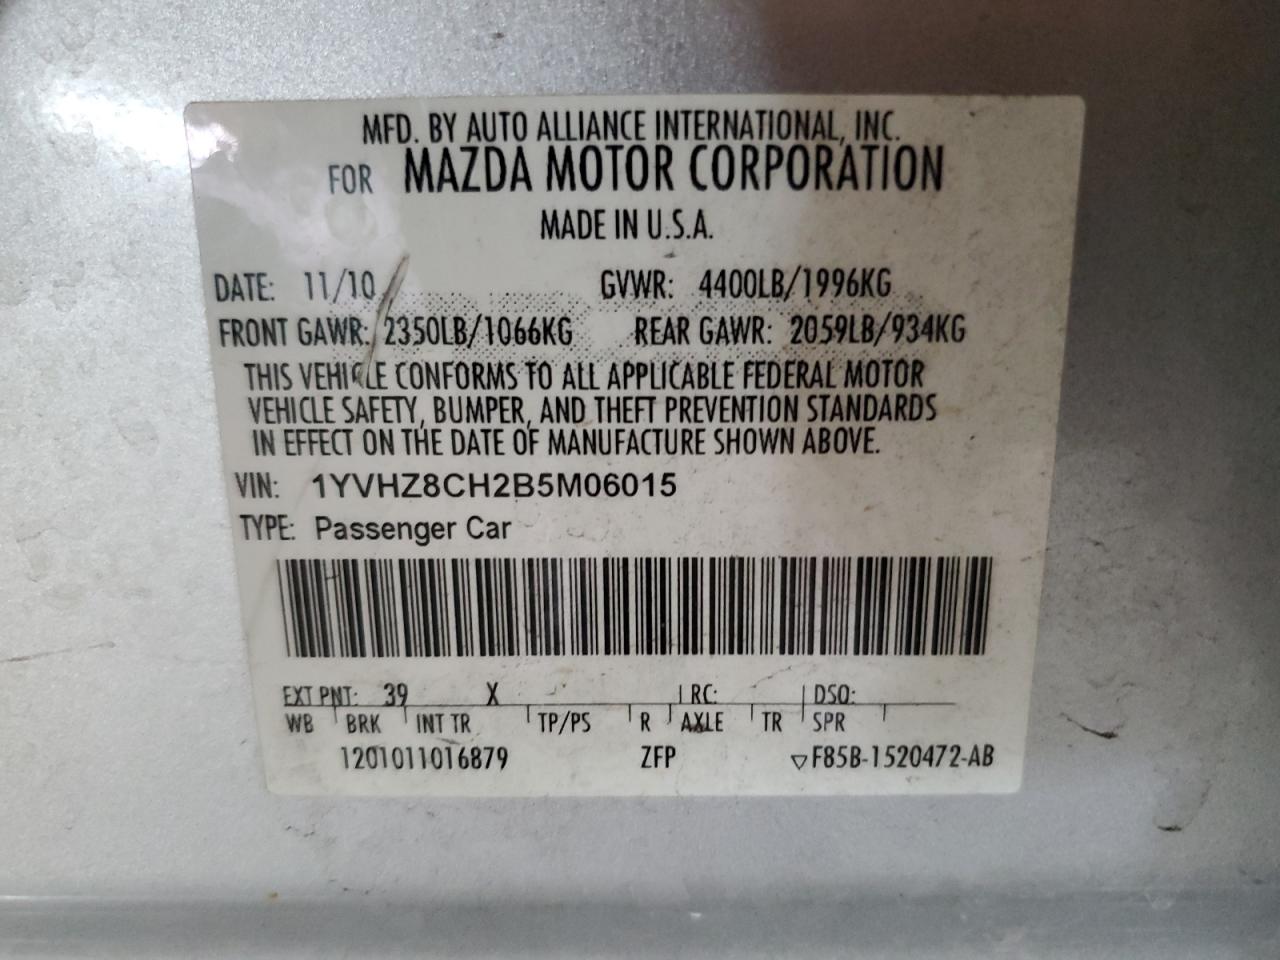 MFD. BY AUTO ALLIANCE INTERNATIONAL, INC.
FOR MAZDA MOTOR CORPORATION
MADE IN U.S.A.
DATE: 11/10 GVWR: 4400LB/1996KG
FRONT GAWR: 2350LB/1066KG REAR GAWR: 2059LB/934KG
THIS VEHICLE CONFORMS TO ALL APPLICABLE FEDERAL MOTOR
VEHICLE SAFETY, BUMPER, AND THEFT PREVENTION STANDARDS
IN EFFECT ON THE DATE OF MANUFACTURE SHOWN ABOVE.
VIN: 1YVHZ8CH2B5M06015
TYPE: Passenger Car
EXT PNT: 39 X RC: DSO:
WB BRK INT TR TP/PS R AXLE TR SPR
1201011016879 ZFP ▽F85B-1520472-AB